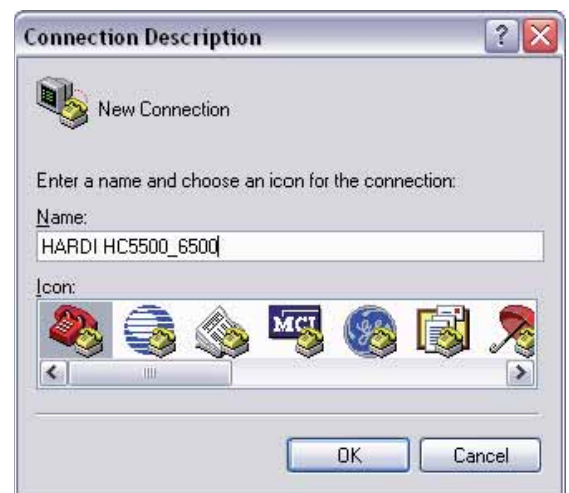 Connection Description
New Connection
Enter a name and choose an icon for the connection:
Name:
HARDI HC5500_6500
Icon:
MCI
OK
Cancel